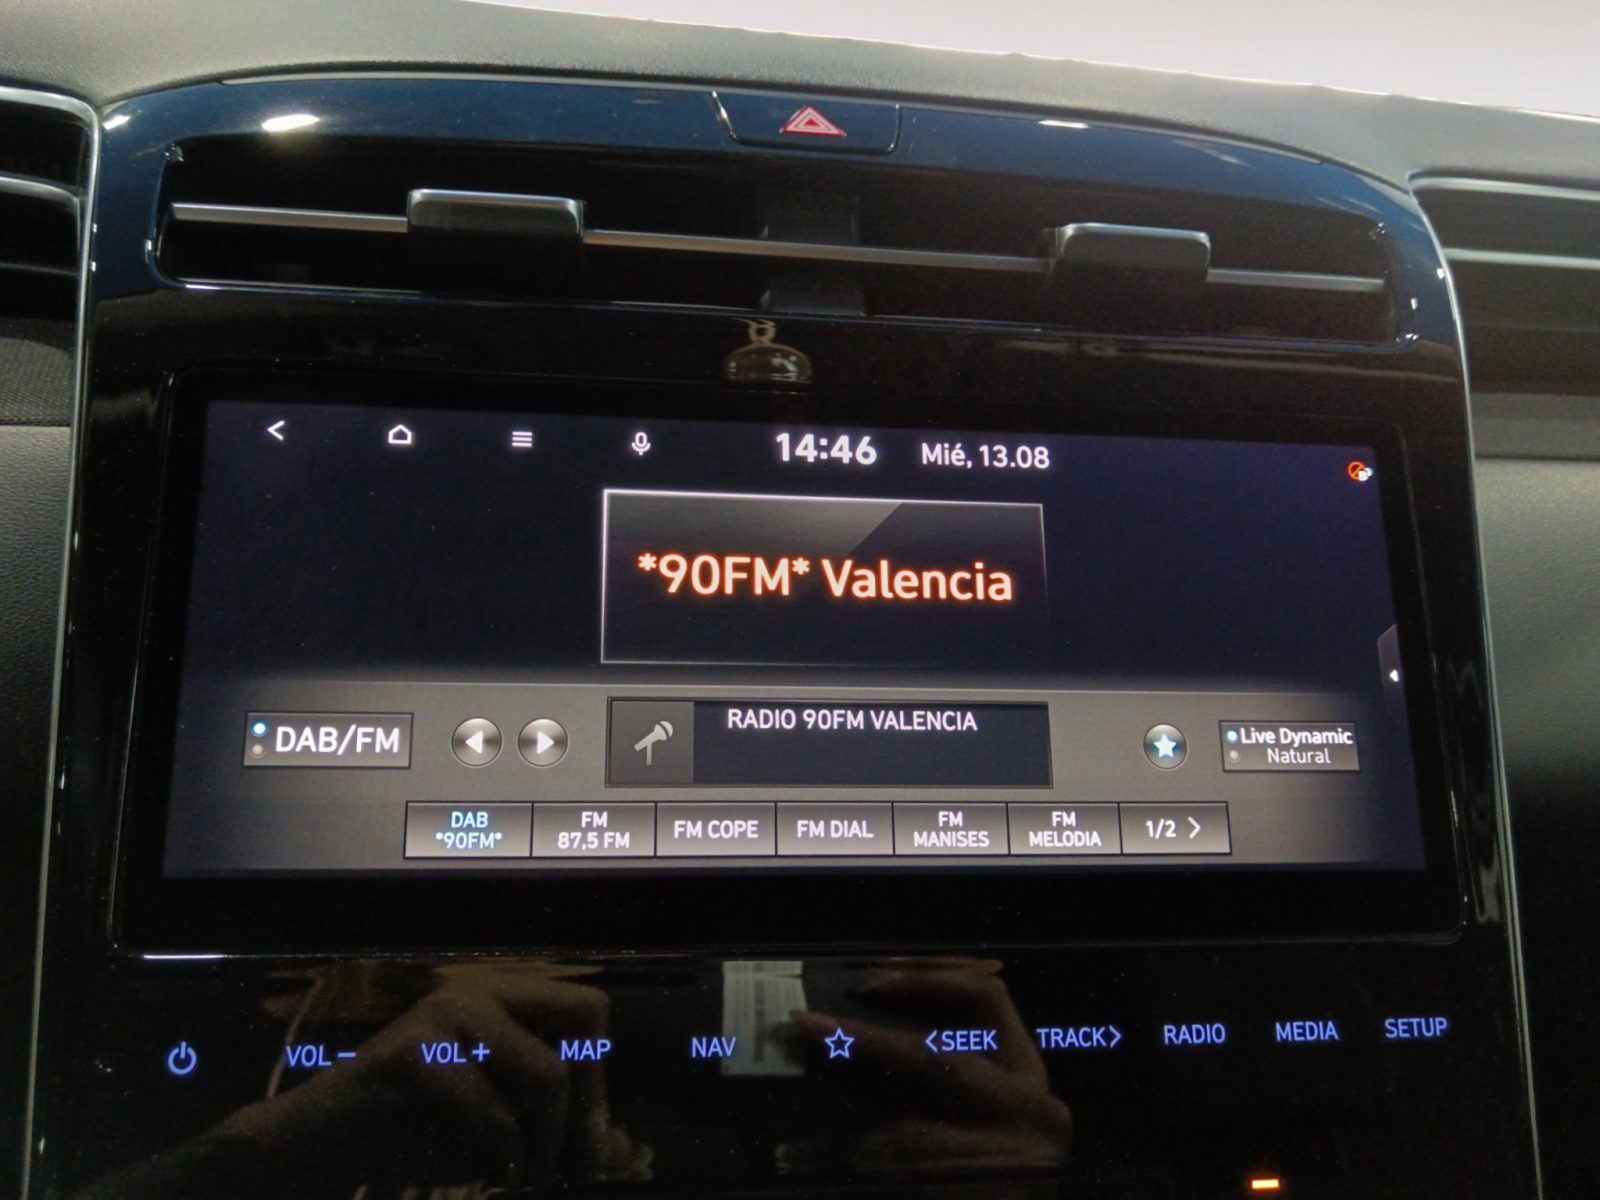 14:46 Mié, 13.08
*90FM* Valencia
DAB/FM
RADIO 90FM VALENCIA
Live Dynamic
Natural
DAB
*90FM*
FM
87,5 FM
FM COPE
FM DIAL
FM
MANISES
FM
MELODIA
1/2 >
VOL − VOL + MAP NAV <SEEK TRACK> RADIO MEDIA SETUP